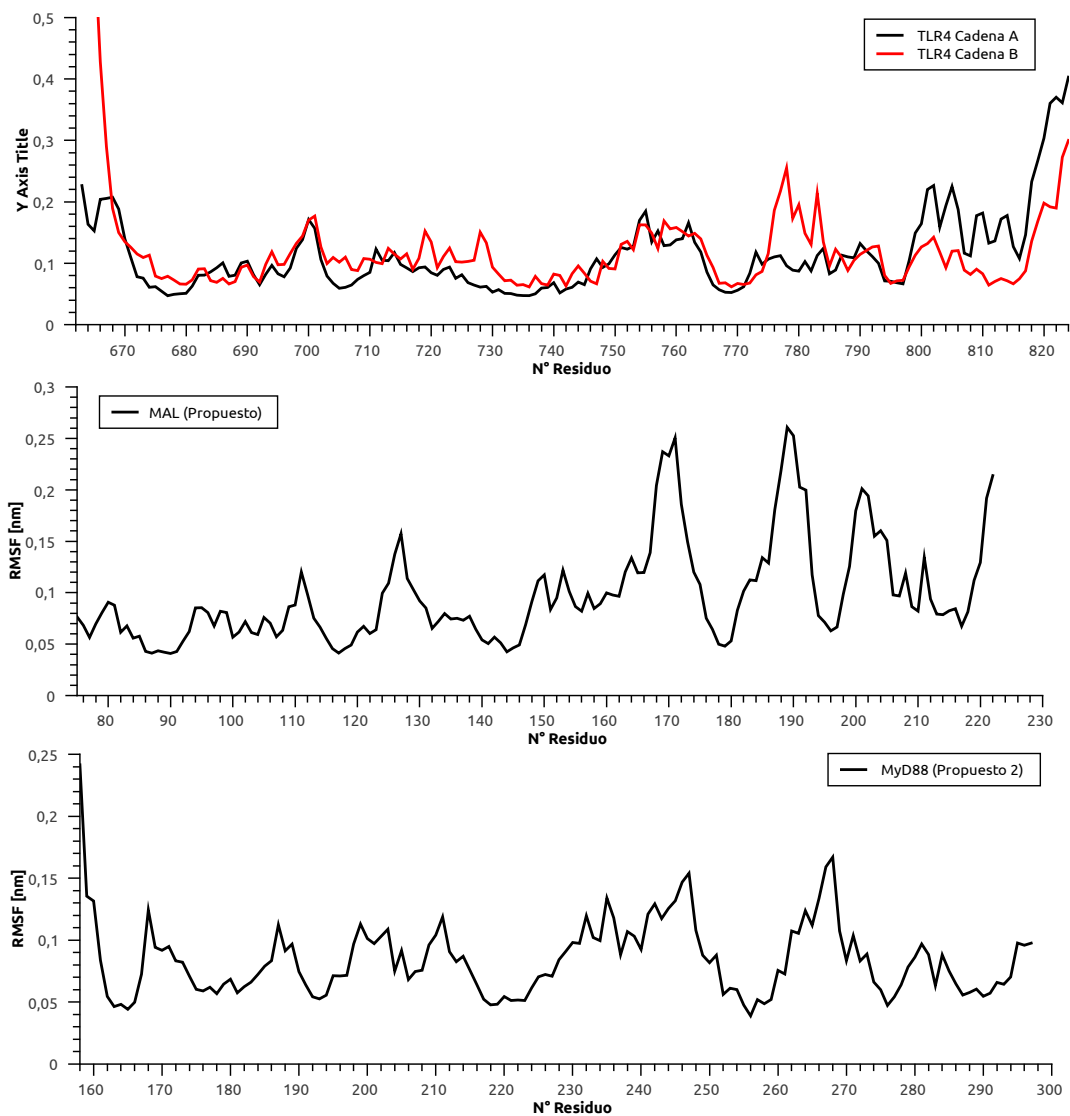 0,5
0,4
0,3
0,2
0,1
0
Y Axis Title
TLR4 Cadena A
TLR4 Cadena B
670 680 690 700 710 720 730 740 750 760 770 780 790 800 810 820
N° Residuo
0,3
0,25
0,2
0,15
0,1
0,05
0
RMSF [nm]
MAL (Propuesto)
80 90 100 110 120 130 140 150 160 170 180 190 200 210 220 230
N° Residuo
0,25
0,2
0,15
0,1
0,05
0
RMSF [nm]
MyD88 (Propuesto 2)
160 170 180 190 200 210 220 230 240 250 260 270 280 290 300
N° Residuo